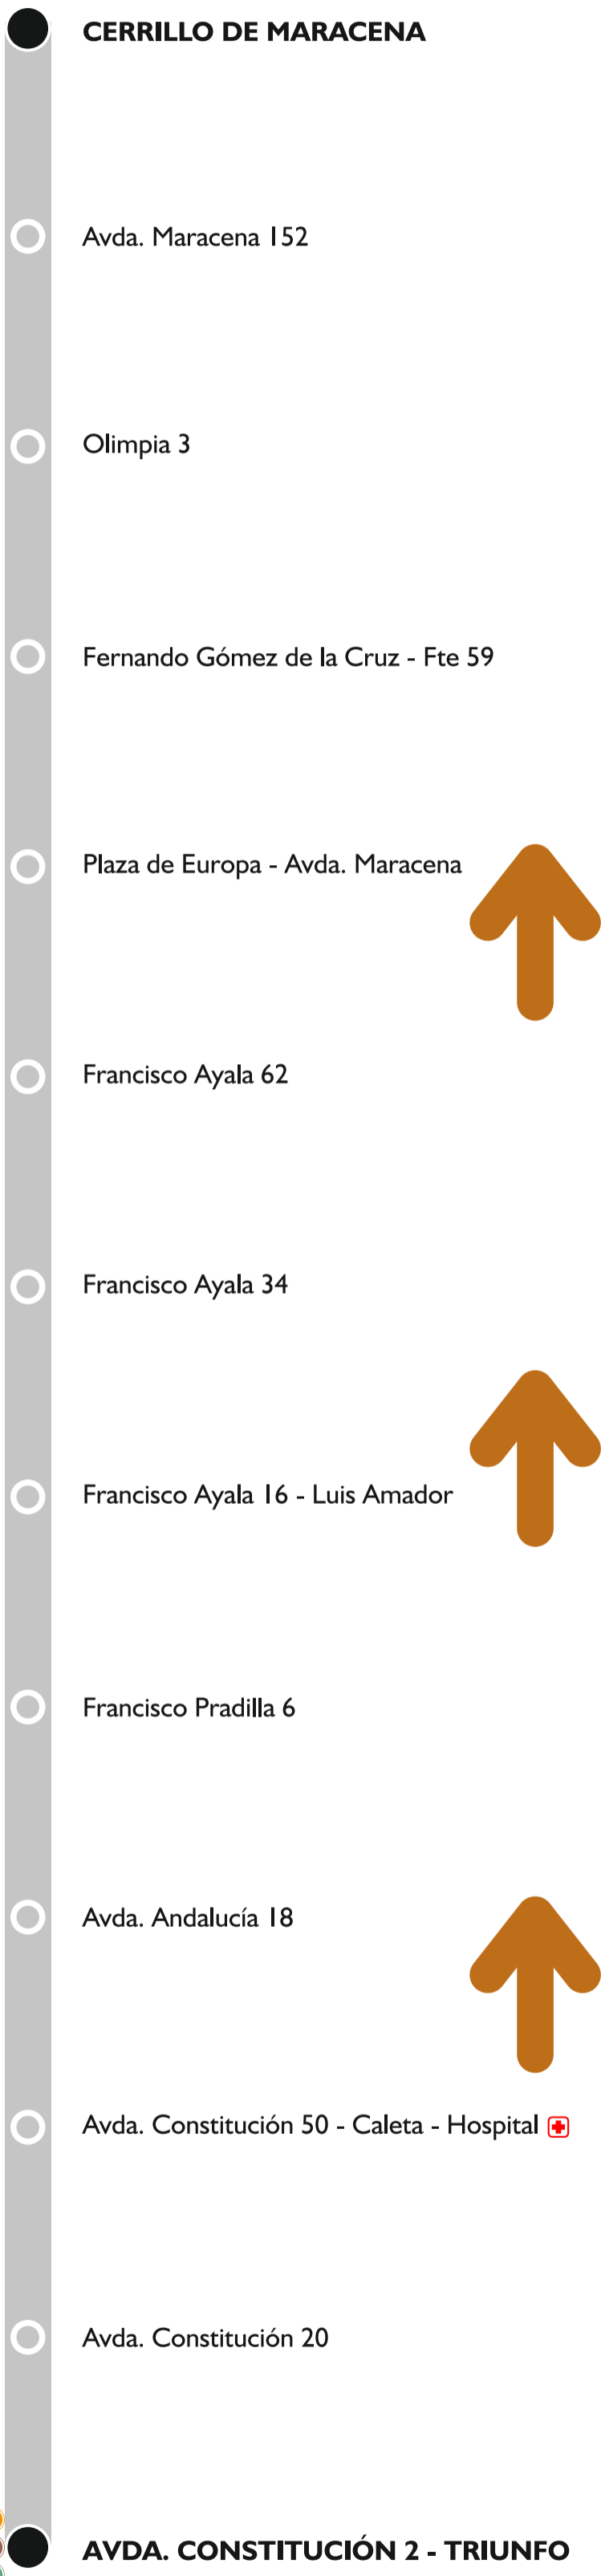 CERRILLO DE MARACENA
Avda. Maracena 152
Olimpia 3
Fernando Gómez de la Cruz - Fte 59
Plaza de Europa - Avda. Maracena
Francisco Ayala 62
Francisco Ayala 34
Francisco Ayala 16 - Luis Amador
Francisco Pradilla 6
Avda. Andalucía 18
Avda. Constitución 50 - Caleta - Hospital
Avda. Constitución 20
AVDA. CONSTITUCIÓN 2 - TRIUNFO